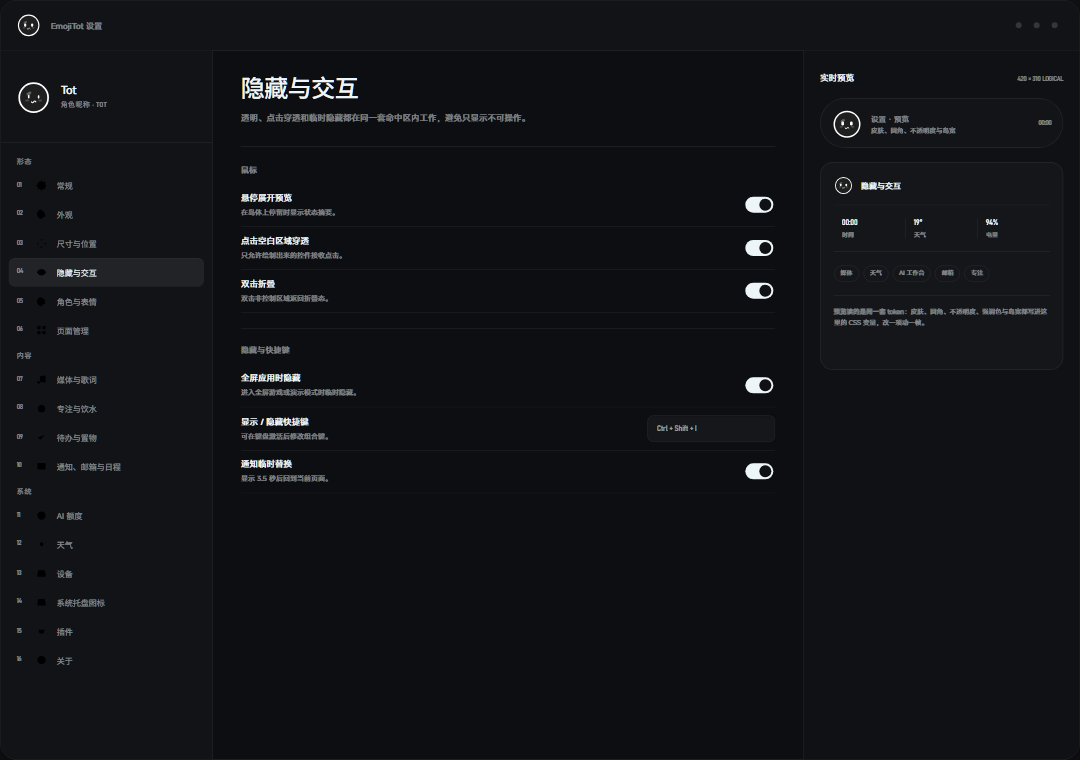 EmojiTot 设置
Tot
角色昵称 · TOT
形态
01 常规
02 外观
03 尺寸与位置
04 隐藏与交互
05 角色与表情
06 页面管理
内容
07 媒体与歌词
08 专注与饮水
09 待办与置物
10 通知、邮箱与日程
系统
11 AI 额度
12 天气
13 设备
14 系统托盘图标
15 插件
16 关于
隐藏与交互
透明、点击穿透和临时隐藏都在同一套命中区内工作，避免只显示不可操作。
鼠标
悬停展开预览
在岛体上停留时显示状态摘要。
点击空白区域穿透
只允许绘制出来的控件接收点击。
双击折叠
双击非控制区域返回折叠态。
隐藏与快捷键
全屏应用时隐藏
进入全屏游戏或演示模式时临时隐藏。
显示 / 隐藏快捷键
可在键盘激活后修改组合键。
Ctrl + Shift + I
通知临时替换
显示 3.5 秒后回到当前页面。
实时预览
420 × 310 LOGICAL
设置 · 预览
皮肤、圆角、不透明度与岛宽
00:00
隐藏与交互
00:00 19° 94%
时间 天气 电量
媒体 天气 AI 工作台 邮箱 专注
预览读的是同一套 token：皮肤、圆角、不透明度、强调色与岛宽都写进这
里的 CSS 变量，改一项动一帧。